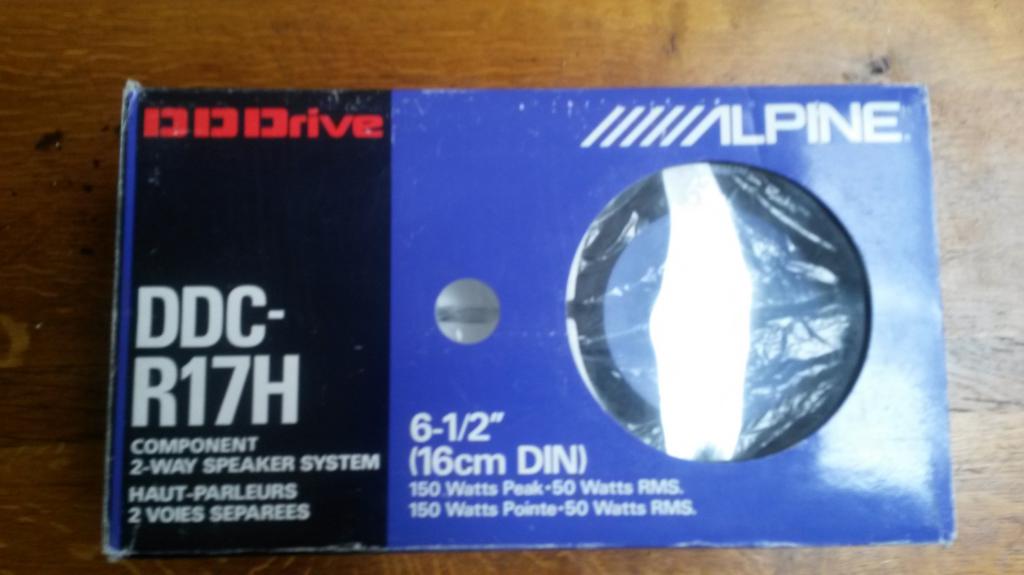 DDDrive
ALPINE
DDC-
R17H
COMPONENT
2-WAY SPEAKER SYSTEM
HAUT-PARLEURS
2 VOIES SEPAREES
6-1/2"
(16cm DIN)
150 Watts Peak•50 Watts RMS.
150 Watts Pointe•50 Watts RMS.